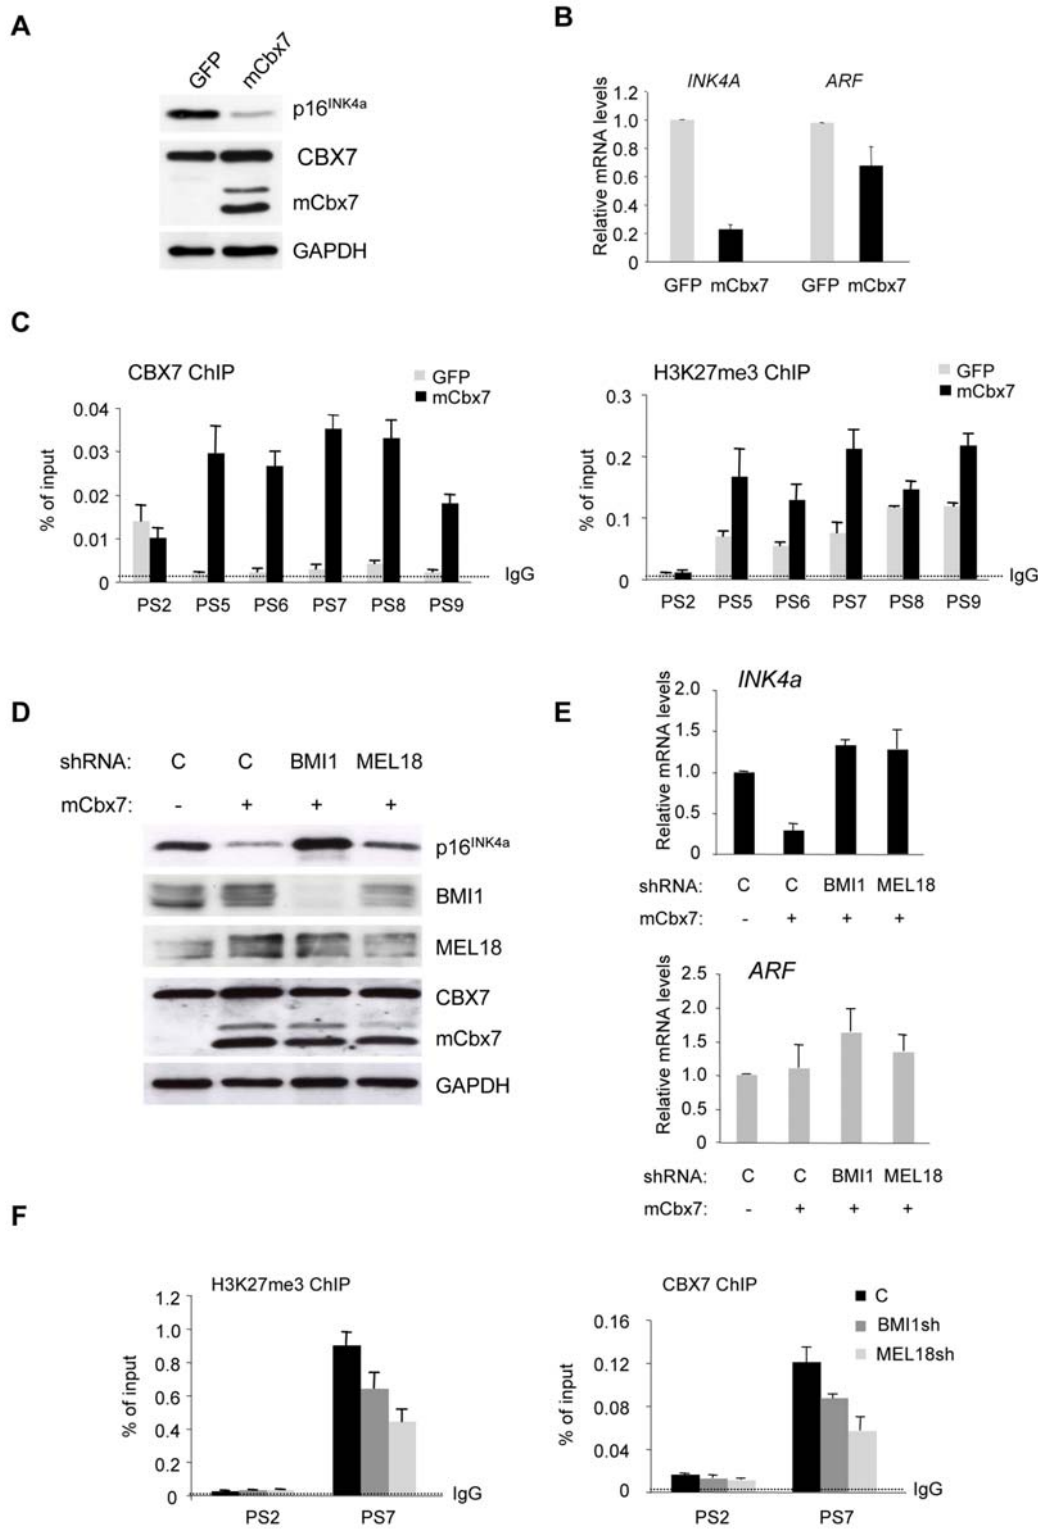 A
GFP mCbx7
p16INK4a
CBX7
mCbx7
GAPDH
B
INK4A ARF
Relative mRNA levels
1.2
1.0
0.8
0.6
0.4
0.2
0
GFP mCbx7 GFP mCbx7
C
CBX7 ChIP
GFP
mCbx7
% of input
0.04
0.03
0.02
0.01
0
IgG
PS2 PS5 PS6 PS7 PS8 PS9
H3K27me3 ChIP
GFP
mCbx7
% of input
0.3
0.2
0.1
0
IgG
PS2 PS5 PS6 PS7 PS8 PS9
D
shRNA: C C BMI1 MEL18
mCbx7: - + + +
p16INK4a
BMI1
MEL18
CBX7
mCbx7
GAPDH
E
INK4a
Relative mRNA levels
2.0
1.5
1.0
0.5
0
shRNA: C C BMI1 MEL18
mCbx7: - + + +
ARF
Relative mRNA levels
2.5
2.0
1.5
1.0
0.5
0
shRNA: C C BMI1 MEL18
mCbx7: - + + +
F
H3K27me3 ChIP
% of input
1.2
1.0
0.8
0.6
0.4
0.2
0
IgG
PS2 PS7
CBX7 ChIP
C
BMI1sh
MEL18sh
% of input
0.16
0.12
0.08
0.04
0
IgG
PS2 PS7